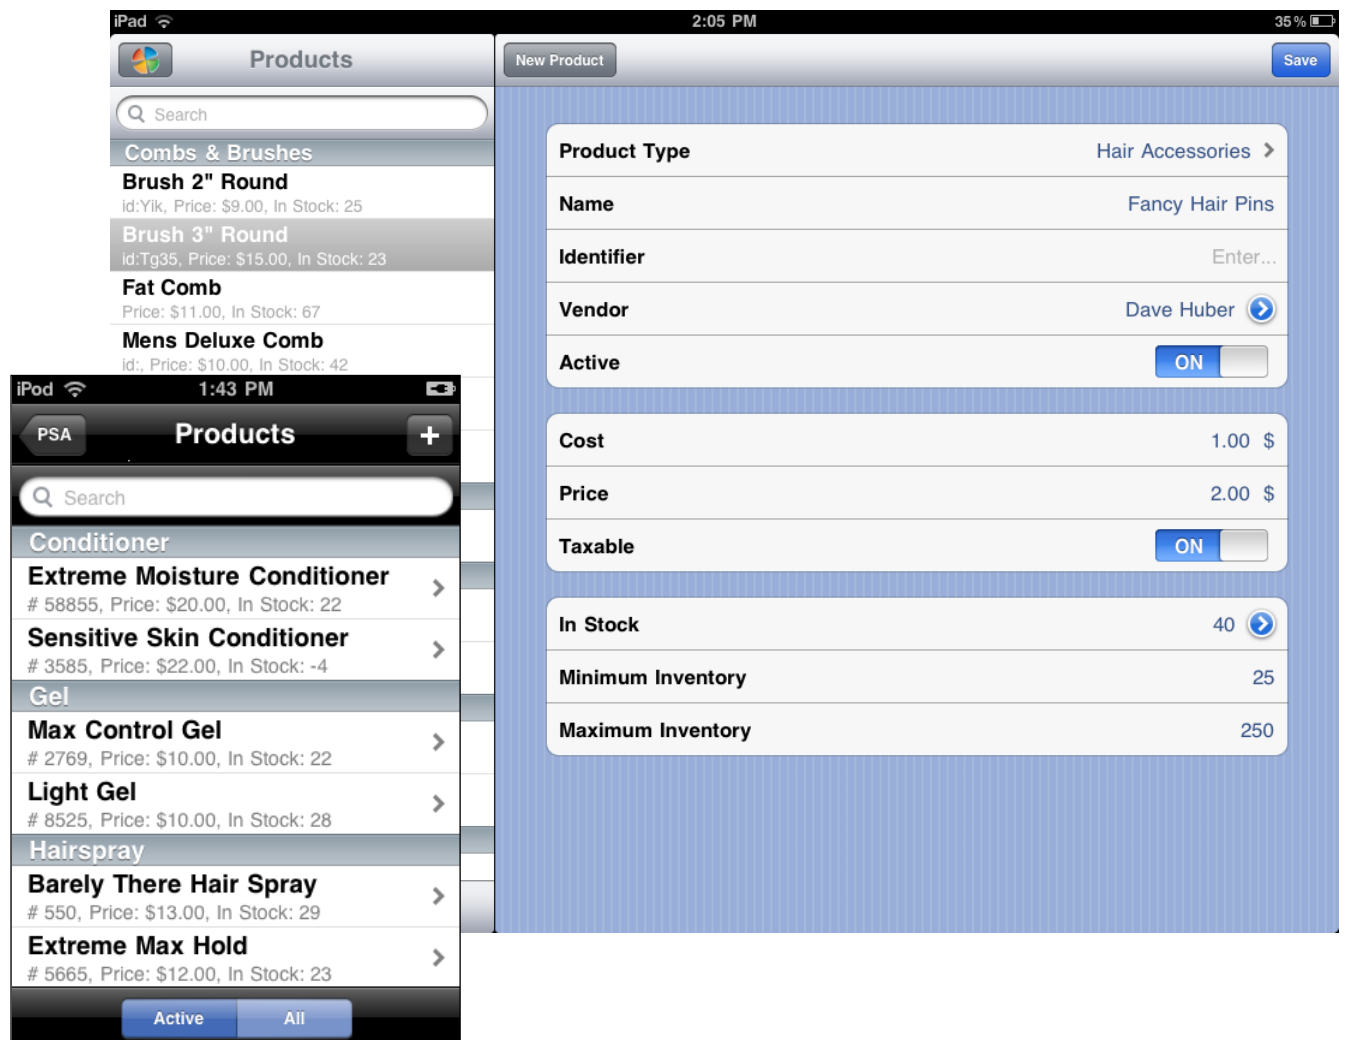 iPad 2:05 PM 35%
Products
New Product Save
Search
Combs & Brushes
Brush 2" Round
id:Yik, Price: $9.00, In Stock: 25
Brush 3" Round
id:Tg35, Price: $15.00, In Stock: 23
Fat Comb
Price: $11.00, In Stock: 67
Mens Deluxe Comb
id:, Price: $10.00, In Stock: 42
Product Type Hair Accessories
Name Fancy Hair Pins
Identifier Enter...
Vendor Dave Huber
Active ON
Cost 1.00 $
Price 2.00 $
Taxable ON
In Stock 40
Minimum Inventory 25
Maximum Inventory 250
iPod 1:43 PM
PSA Products +
Search
Conditioner
Extreme Moisture Conditioner
# 58855, Price: $20.00, In Stock: 22
Sensitive Skin Conditioner
# 3585, Price: $22.00, In Stock: -4
Gel
Max Control Gel
# 2769, Price: $10.00, In Stock: 22
Light Gel
# 8525, Price: $10.00, In Stock: 28
Hairspray
Barely There Hair Spray
# 550, Price: $13.00, In Stock: 29
Extreme Max Hold
# 5665, Price: $12.00, In Stock: 23
Active All